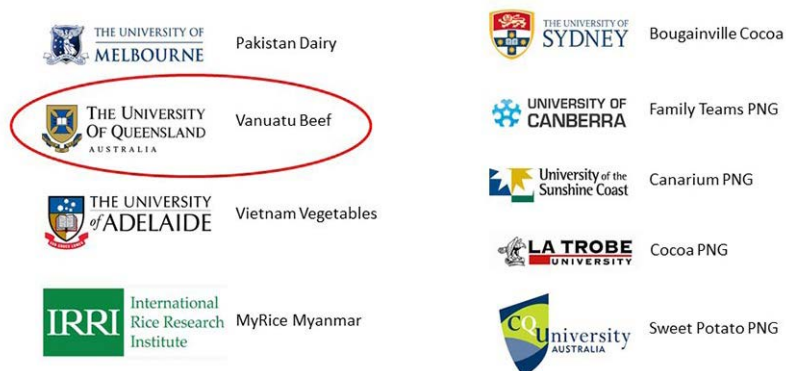 THE UNIVERSITY OF
MELBOURNE
Pakistan Dairy
THE UNIVERSITY
OF QUEENSLAND
AUSTRALIA
Vanuatu Beef
THE UNIVERSITY
of ADELAIDE
Vietnam Vegetables
IRRI
International
Rice Research
Institute
MyRice Myanmar
THE UNIVERSITY OF
SYDNEY
Bougainville Cocoa
UNIVERSITY OF
CANBERRA
Family Teams PNG
University of the
Sunshine Coast
Canarium PNG
LA TROBE
UNIVERSITY
Cocoa PNG
CQUniversity
AUSTRALIA
Sweet Potato PNG